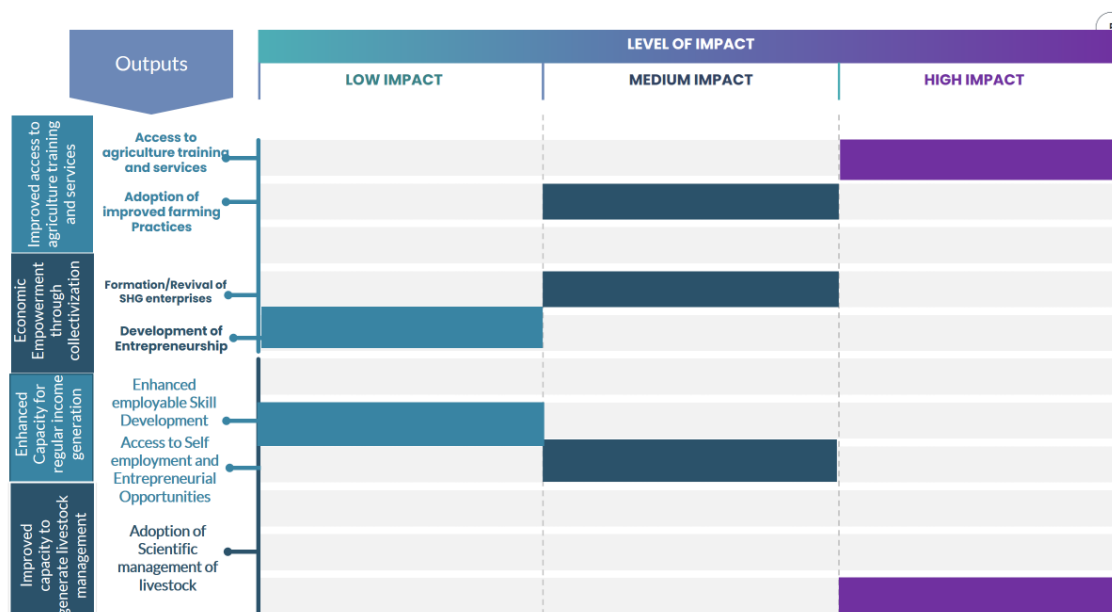 Outputs
LEVEL OF IMPACT
LOW IMPACT
MEDIUM IMPACT
HIGH IMPACT
Improved access to
agriculture training
and services
Access to
agriculture training
and services
Adoption of
improved farming
Practices
Economic
Empowerment
through
collectivization
Formation/Revival of
SHG enterprises
Development of
Entrepreneurship
Enhanced
Capacity for
regular income
generation
Enhanced
employable Skill
Development
Access to Self
employment and
Entrepreneurial
Opportunities
Improved
capacity to
generate livestock
management
Adoption of
Scientific
management of
livestock